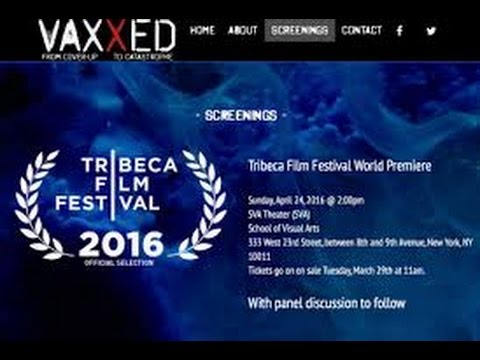 VAXXED
FROM COVER-UP TO CATASTROPHE
HOME ABOUT SCREENINGS CONTACT
- SCREENINGS -
TRIBECA
FILM
FESTIVAL
2016
OFFICIAL SELECTION
Tribeca Film Festival World Premiere
Sunday, April 24, 2016 @ 2:00pm
SVA Theater (SVA)
School of Visual Arts
333 West 23rd Street, between 8th and 9th Avenue, New York, NY
10011
Tickets go on on sale Tuesday, March 29th at 11am.
With panel discussion to follow